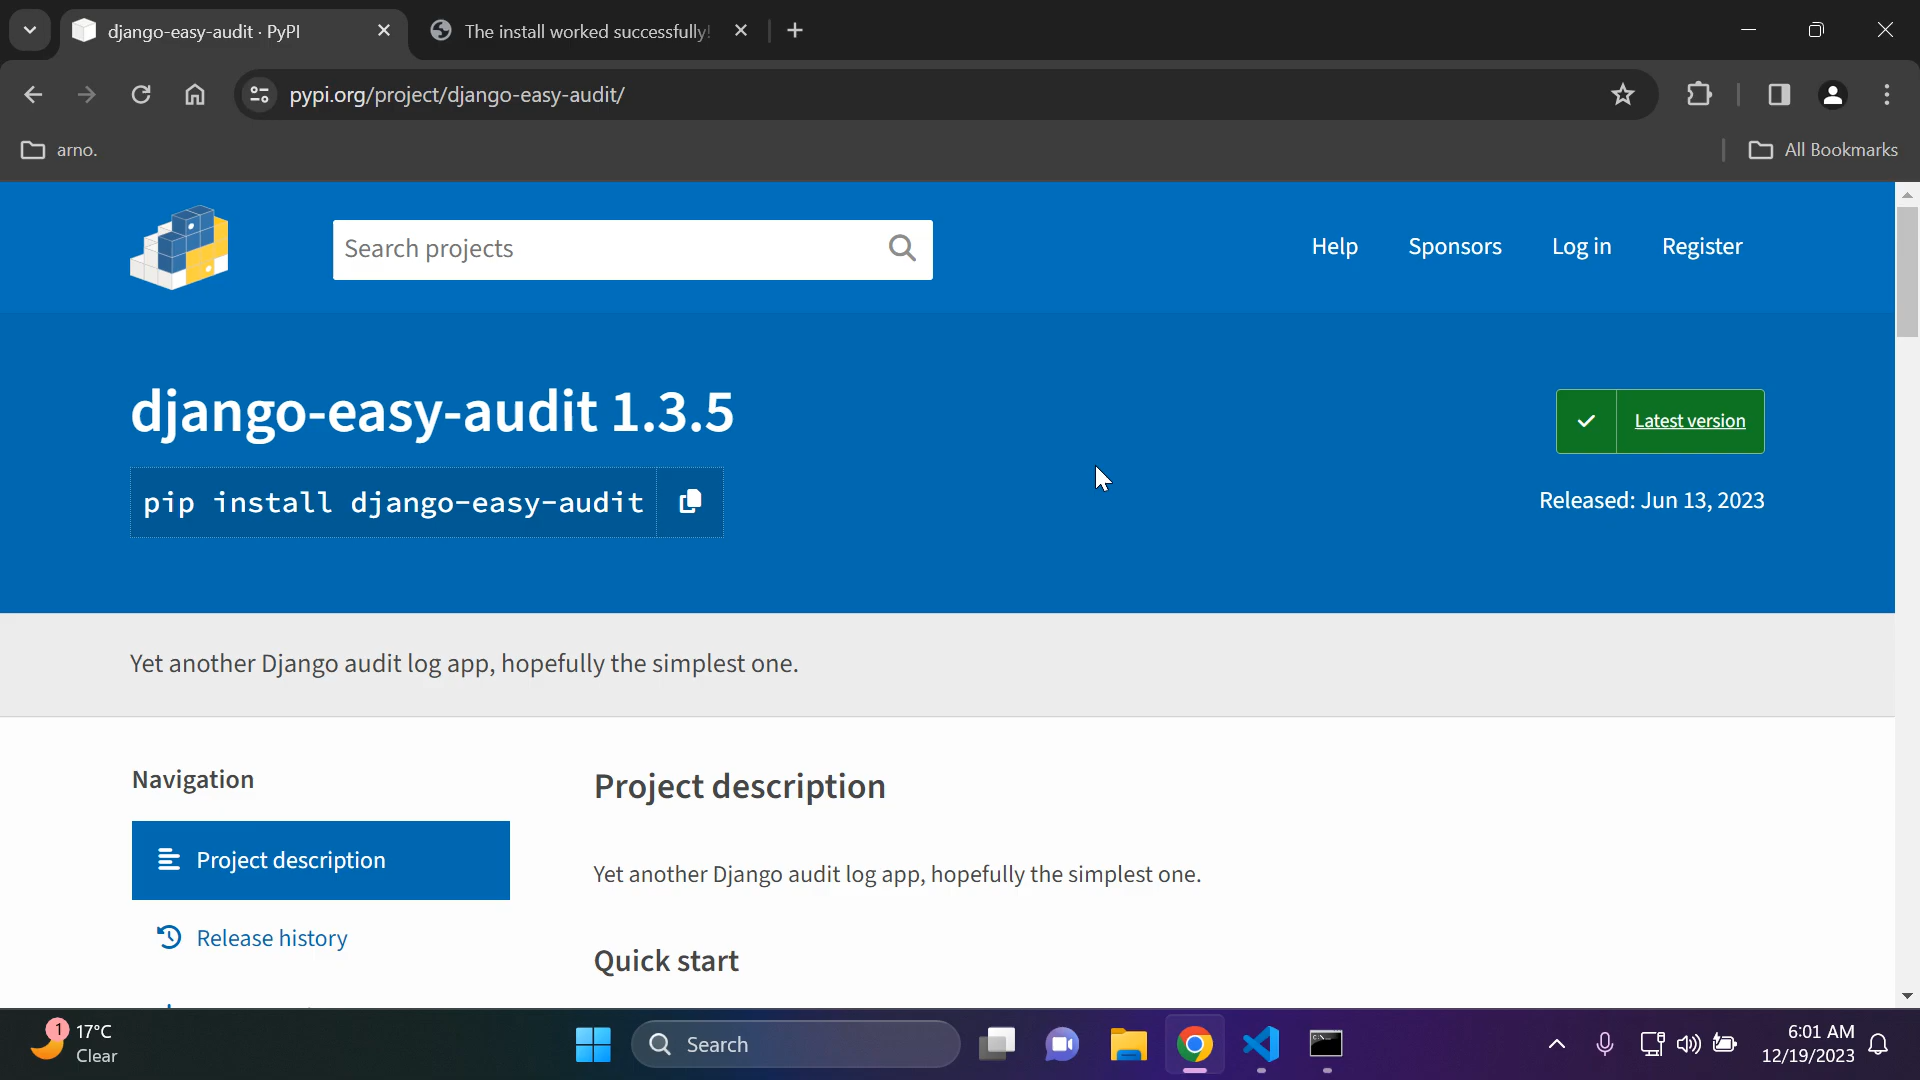 django-easy-audit · PyPI
The install worked successfully!
pypi.org/project/django-easy-audit/
arno.
All Bookmarks
Search projects
Help
Sponsors
Log in
Register
django-easy-audit 1.3.5
Latest version
pip install django-easy-audit
Released: Jun 13, 2023
Yet another Django audit log app, hopefully the simplest one.
Navigation
Project description
Project description
Yet another Django audit log app, hopefully the simplest one.
Release history
Quick start
1
17°C
Clear
Search
6:01 AM
12/19/2023